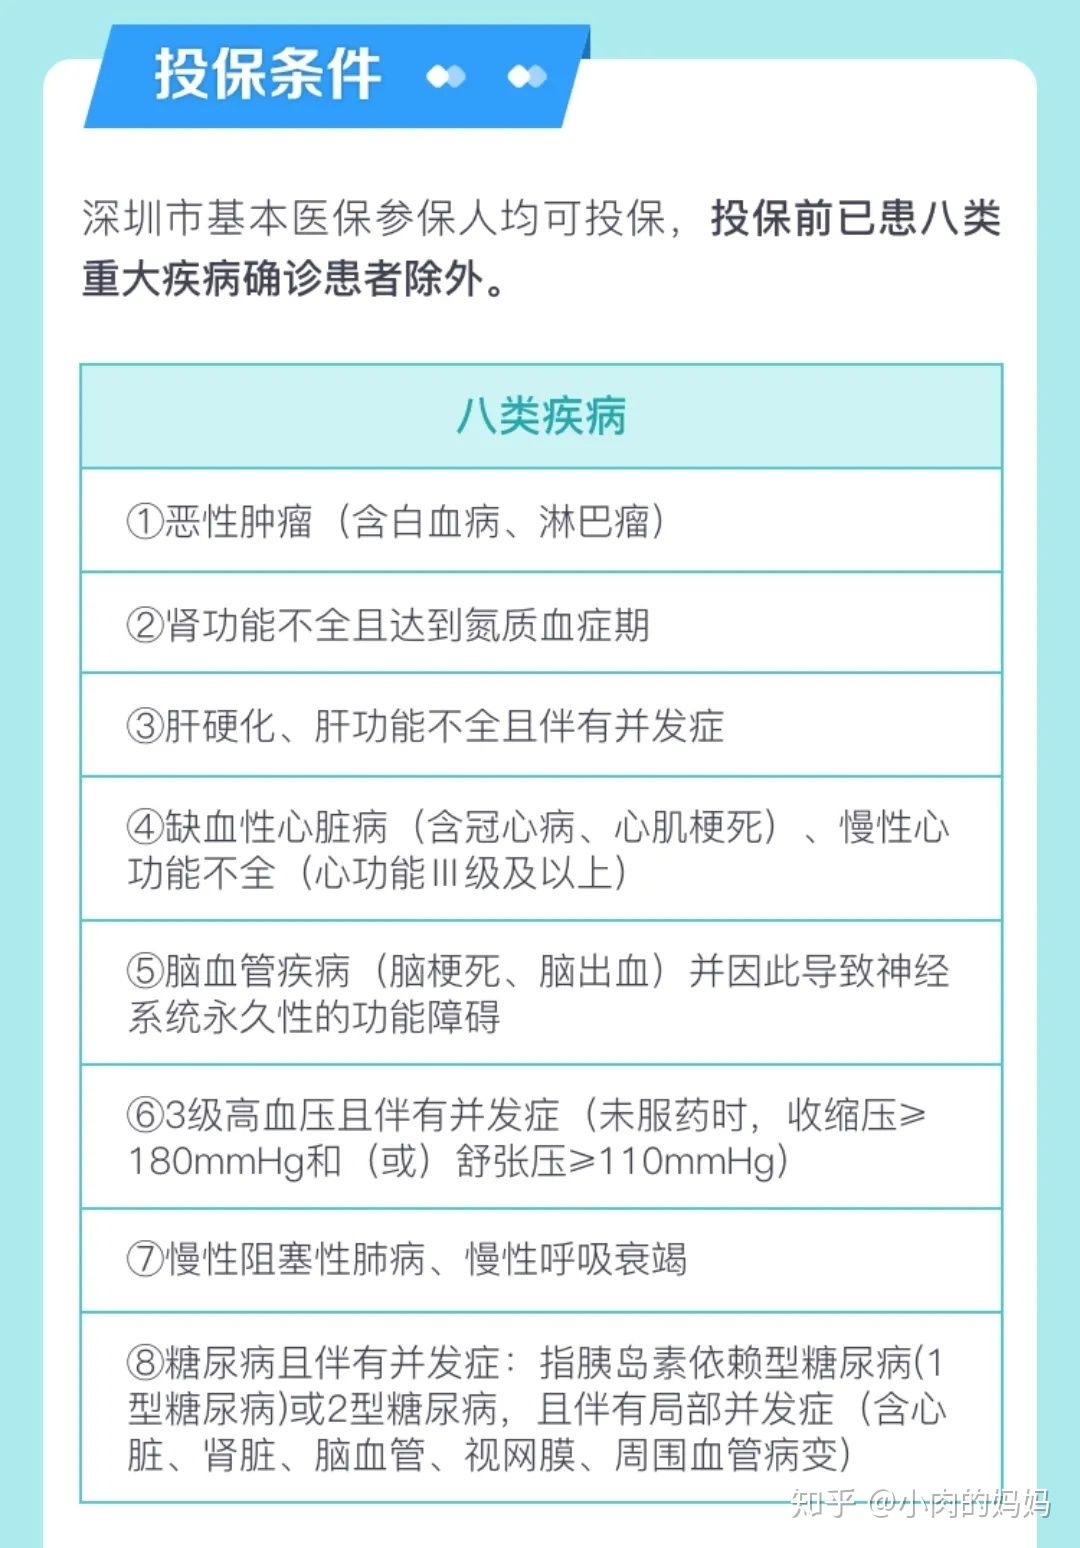 投保条件
深圳市基本医保参保人均可投保，投保前已患八类
重大疾病确诊患者除外。
八类疾病
①恶性肿瘤（含白血病、淋巴瘤）
②肾功能不全且达到氮质血症期
③肝硬化、肝功能不全且伴有并发症
④缺血性心脏病（含冠心病、心肌梗死）、慢性心
功能不全（心功能Ⅲ级及以上）
⑤脑血管疾病（脑梗死、脑出血）并因此导致神经
系统永久性的功能障碍
⑥3级高血压且伴有并发症（未服药时，收缩压≥
180mmHg和（或）舒张压≥110mmHg）
⑦慢性阻塞性肺病、慢性呼吸衰竭
⑧糖尿病且伴有并发症：指胰岛素依赖型糖尿病(1
型糖尿病)或2型糖尿病，且伴有局部并发症（含心
脏、肾脏、脑血管、视网膜、周围血管病变）
知乎 @小肉的妈妈